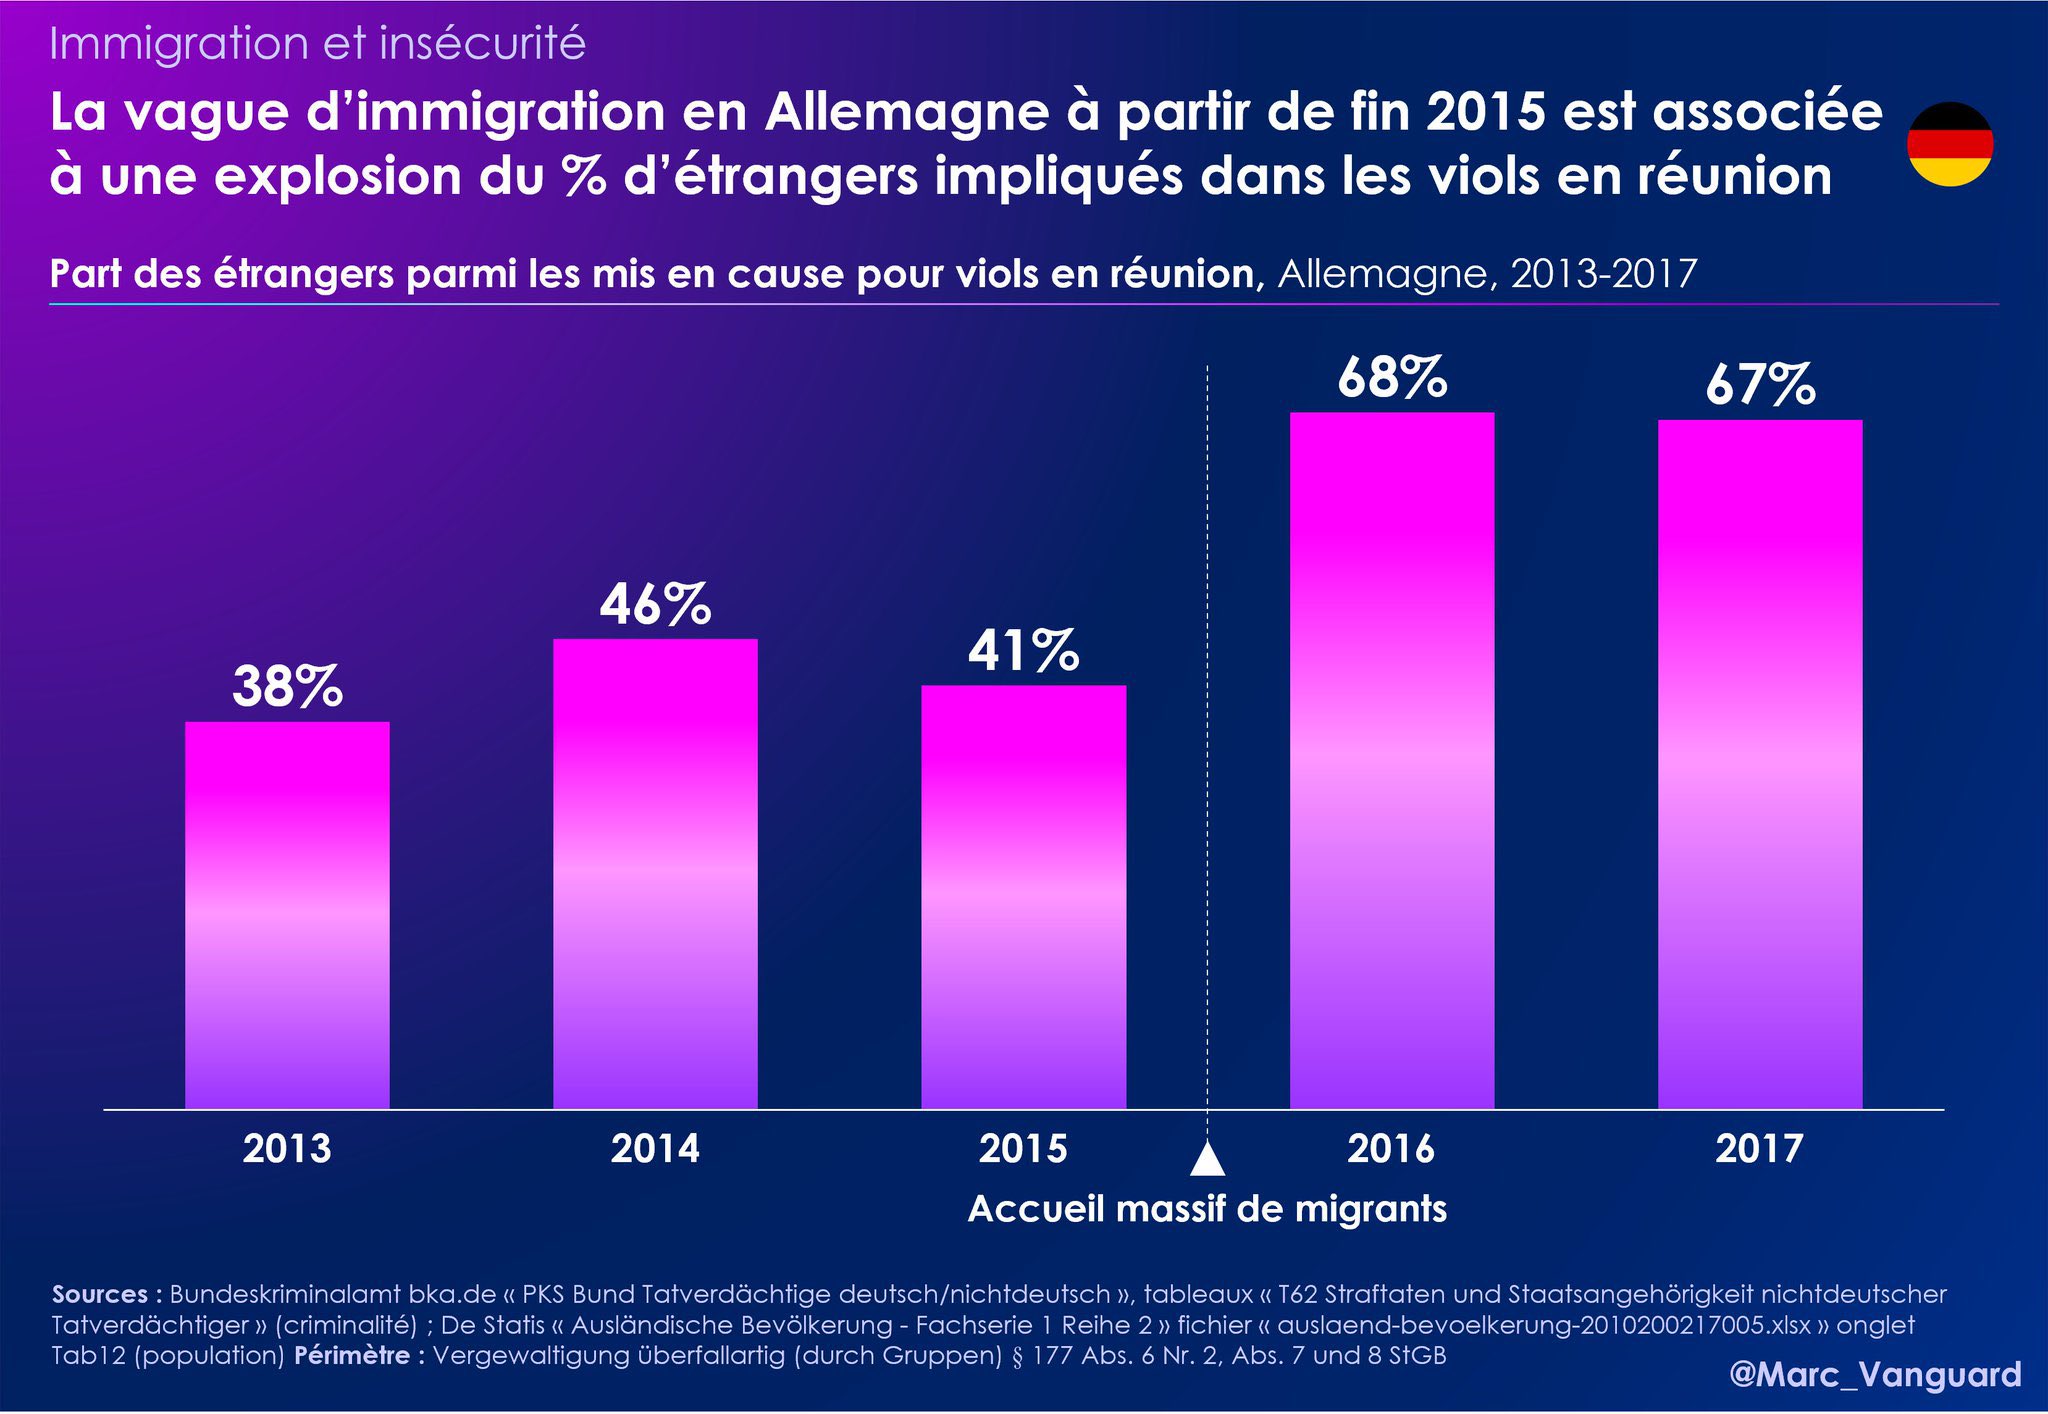 Immigration et insécurité
La vague d’immigration en Allemagne à partir de fin 2015 est associée
à une explosion du % d’étrangers impliqués dans les viols en réunion
Part des étrangers parmi les mis en cause pour viols en réunion, Allemagne, 2013-2017
38%
46%
41%
68%
67%
2013
2014
2015
2016
2017
Accueil massif de migrants
Sources : Bundeskriminalamt bka.de « PKS Bund Tatverdächtige deutsch/nichtdeutsch », tableaux « T62 Straftaten und Staatsangehörigkeit nichtdeutscher
Tatverdächtiger » (criminalité) ; De Statis « Ausländische Bevölkerung - Fachserie 1 Reihe 2 » fichier « auslaend-bevoelkerung-2010200217005.xlsx » onglet
Tab12 (population) Périmètre : Vergewaltigung überfallartig (durch Gruppen) § 177 Abs. 6 Nr. 2, Abs. 7 und 8 StGB
@Marc_Vanguard